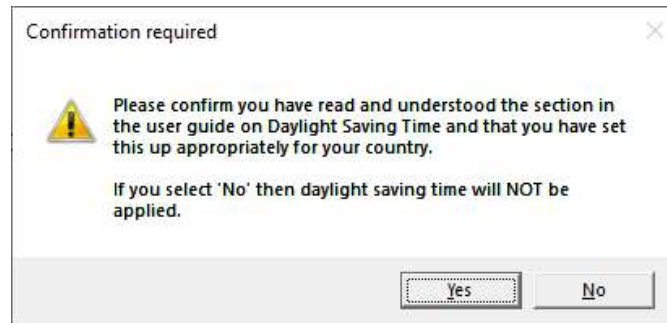 Confirmation required
Please confirm you have read and understood the section in
the user guide on Daylight Saving Time and that you have set
this up appropriately for your country.
If you select 'No' then daylight saving time will NOT be
applied.
Yes
No